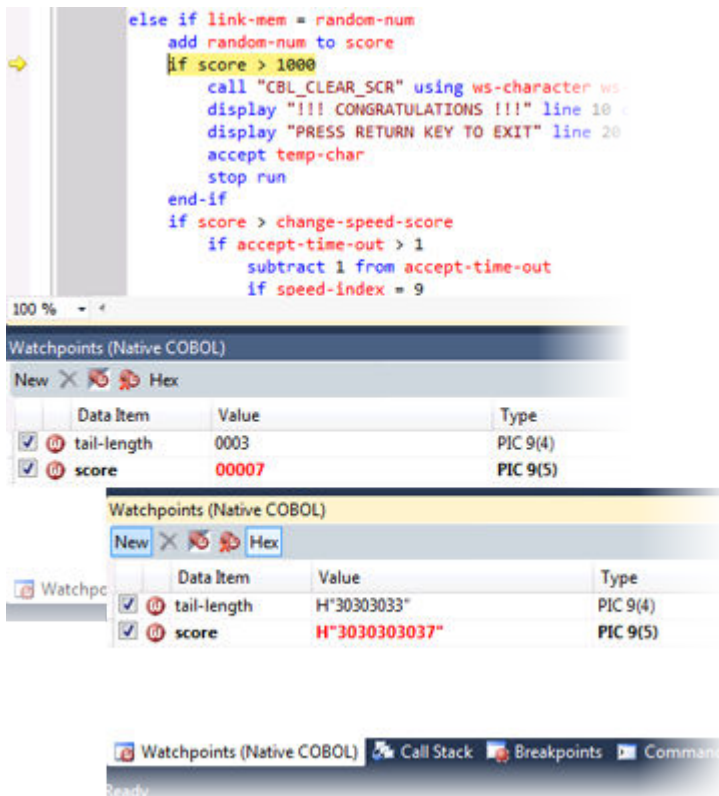 else if link-mem = random-num
add random-num to score
if score > 1000
call "CBL_CLEAR_SCR" using ws-character ws-
display "!!! CONGRATULATIONS !!!" line 10
display "PRESS RETURN KEY TO EXIT" line 20
accept temp-char
stop run
end-if
if score > change-speed-score
if accept-time-out > 1
subtract 1 from accept-time-out
if speed-index = 9
100 %
Watchpoints (Native COBOL)
New Hex
Data Item Value Type
tail-length 0003 PIC 9(4)
score 00007 PIC 9(5)
Watchpoints (Native COBOL)
New Hex
Data Item Value Type
Watchpo
tail-length H"30303033" PIC 9(4)
score H"3030303037" PIC 9(5)
Watchpoints (Native COBOL) Call Stack Breakpoints Comman
Ready